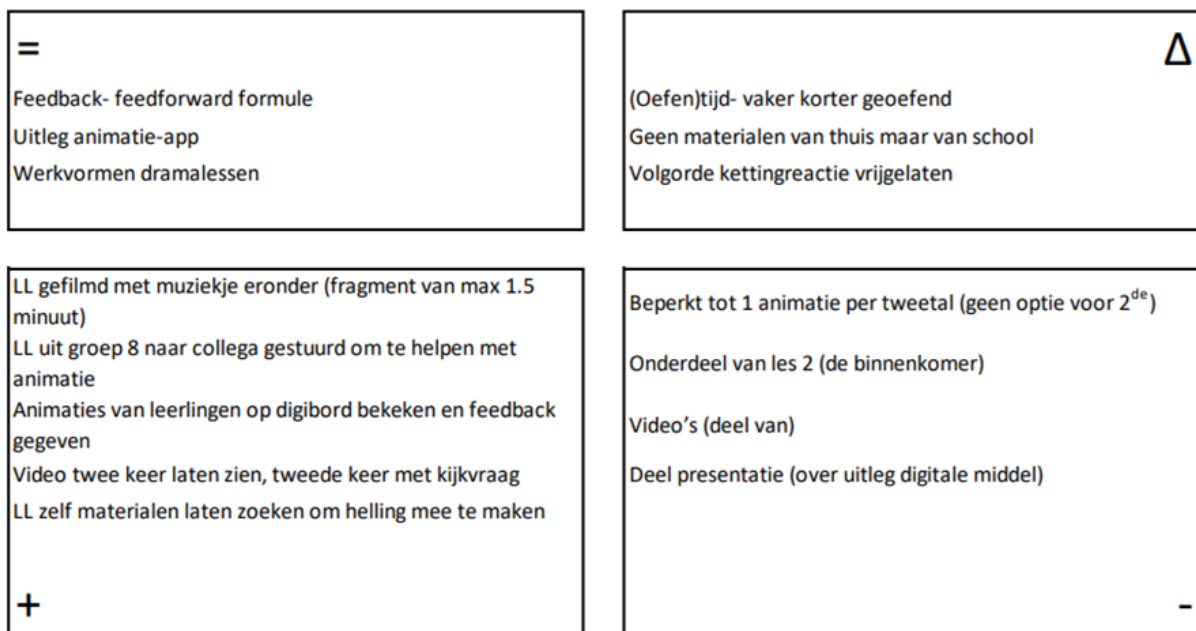 =
Feedback- feedforward formule
Uitleg animatie-app
Werkvormen dramalessen
Δ
(Oefen)tijd- vaker korter geoefend
Geen materialen van thuis maar van school
Volgorde kettingreactie vrijgelaten
LL gefilmd met muziekje eronder (fragment van max 1.5
minuut)
LL uit groep 8 naar collega gestuurd om te helpen met
animatie
Animaties van leerlingen op digibord bekeken en feedback
gegeven
Video twee keer laten zien, tweede keer met kijkvraag
LL zelf materialen laten zoeken om helling mee te maken
+
Beperkt tot 1 animatie per tweetal (geen optie voor 2de)
Onderdeel van les 2 (de binnenkomer)
Video's (deel van)
Deel presentatie (over uitleg digitale middel)
-